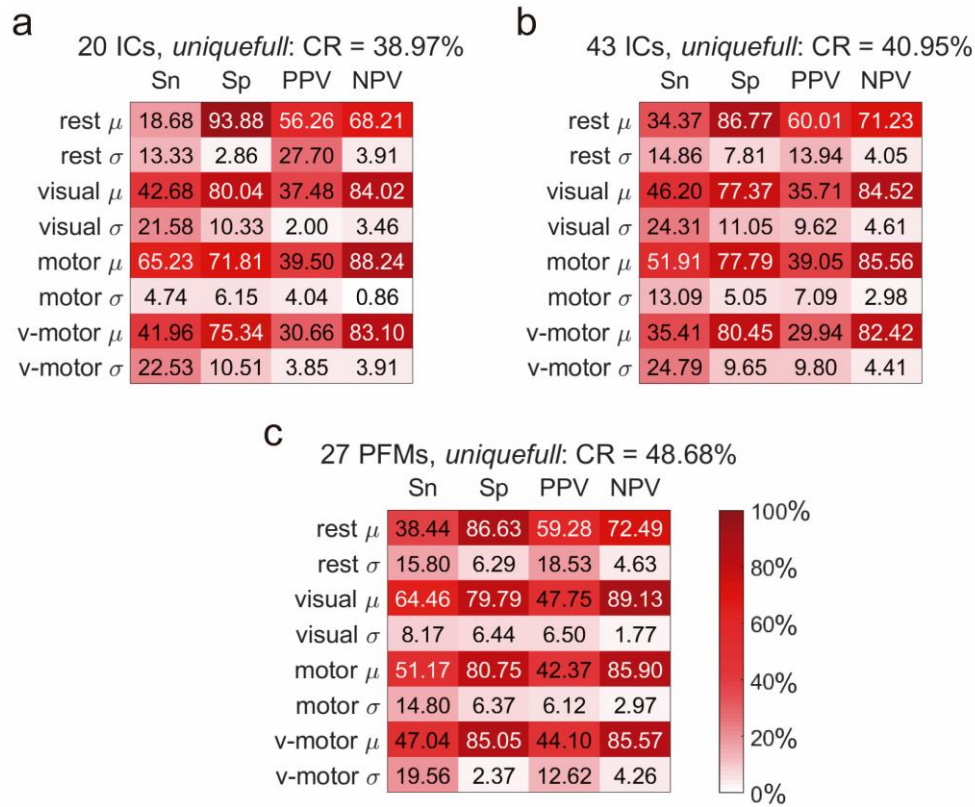 a
20 ICs, uniquefull: CR = 38.97%
Sn Sp PPV NPV
rest μ 18.68 93.88 56.26 68.21
rest σ 13.33 2.86 27.70 3.91
visual μ 42.68 80.04 37.48 84.02
visual σ 21.58 10.33 2.00 3.46
motor μ 65.23 71.81 39.50 88.24
motor σ 4.74 6.15 4.04 0.86
v-motor μ 41.96 75.34 30.66 83.10
v-motor σ 22.53 10.51 3.85 3.91
b
43 ICs, uniquefull: CR = 40.95%
Sn Sp PPV NPV
rest μ 34.37 86.77 60.01 71.23
rest σ 14.86 7.81 13.94 4.05
visual μ 46.20 77.37 35.71 84.52
visual σ 24.31 11.05 9.62 4.61
motor μ 51.91 77.79 39.05 85.56
motor σ 13.09 5.05 7.09 2.98
v-motor μ 35.41 80.45 29.94 82.42
v-motor σ 24.79 9.65 9.80 4.41
c
27 PFMs, uniquefull: CR = 48.68%
Sn Sp PPV NPV
rest μ 38.44 86.63 59.28 72.49
rest σ 15.80 6.29 18.53 4.63
visual μ 64.46 79.79 47.75 89.13
visual σ 8.17 6.44 6.50 1.77
motor μ 51.17 80.75 42.37 85.90
motor σ 14.80 6.37 6.12 2.97
v-motor μ 47.04 85.05 44.10 85.57
v-motor σ 19.56 2.37 12.62 4.26
100%
80%
60%
40%
20%
0%